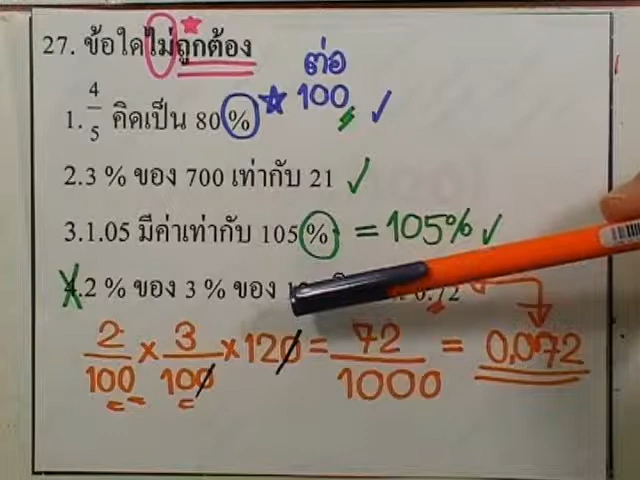 27. ข้อใดไม่ถูกต้อง
ต่อ
100
1. 4/5 คิดเป็น 80 %
2.3 % ของ 700 เท่ากับ 21
3.1.05 มีค่าเท่ากับ 105 % = 105%
4.2 % ของ 3 % ของ 0.72
2/100 × 3/100 × 120 = 72/1000 = 0.072